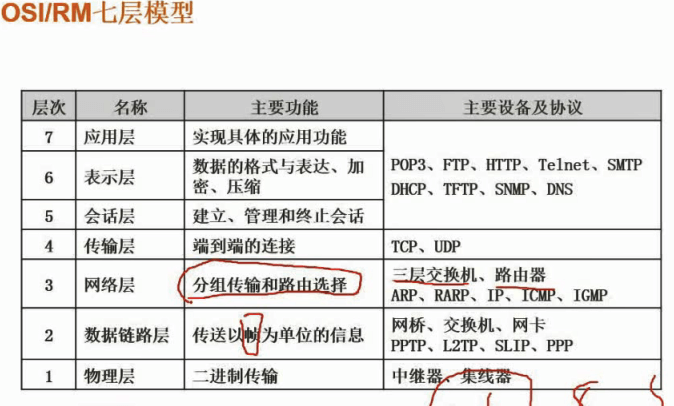 OSI/RM七层模型
层次 名称 主要功能 主要设备及协议
7 应用层 实现具体的应用功能
POP3、FTP、HTTP、Telnet、SMTP
DHCP、TFTP、SNMP、DNS
6 表示层 数据的格式与表达、加
密、压缩
5 会话层 建立、管理和终止会话
4 传输层 端到端的连接 TCP、UDP
3 网络层 分组传输和路由选择 三层交换机、路由器
ARP、RARP、IP、ICMP、IGMP
2 数据链路层 传送以帧为单位的信息 网桥、交换机、网卡
PPTP、L2TP、SLIP、PPP
1 物理层 二进制传输 中继器、集线器